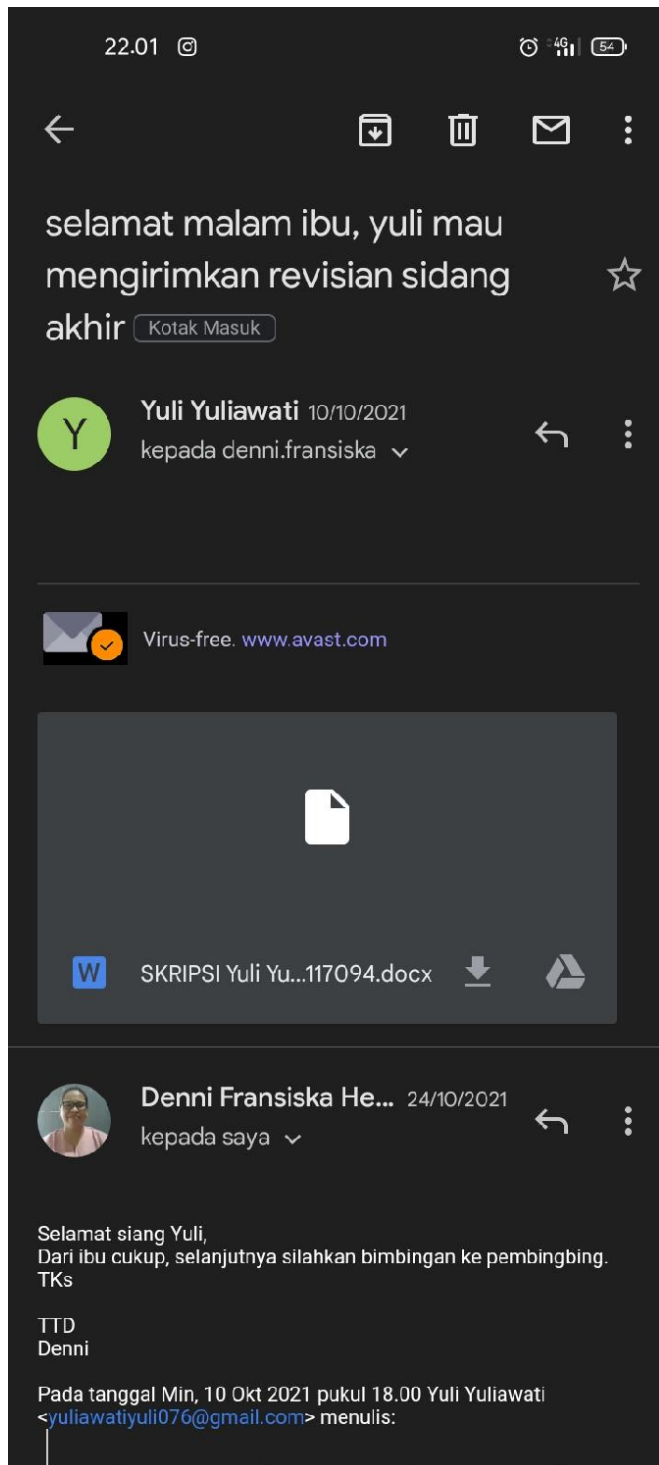 22.01
4G
54
selamat malam ibu, yuli mau
mengirimkan revisian sidang
akhir Kotak Masuk
Y
Yuli Yuliawati 10/10/2021
kepada denni.fransiska
Virus-free. www.avast.com
W
SKRIPSI Yuli Yu...117094.docx
Denni Fransiska He... 24/10/2021
kepada saya
Selamat siang Yuli,
Dari ibu cukup, selanjutnya silahkan bimbingan ke pembingbing.
TKs
TTD
Denni
Pada tanggal Min, 10 Okt 2021 pukul 18.00 Yuli Yuliawati
<yuliawatiyuli076@gmail.com> menulis: